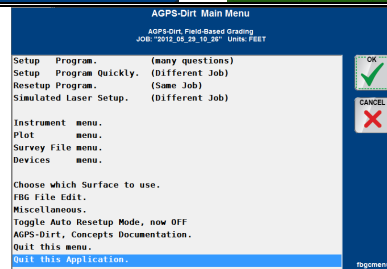 AGPS-Dirt Main Menu
AGPS-Dirt, Field-Based Grading
JOB: "2012_05_29_10_26" Units: FEET
Setup Program. (many questions)
Setup Program Quickly. (Different Job)
Resetup Program. (Same Job)
Simulated Laser Setup. (Different Job)
Instrument menu.
Plot menu.
Survey File menu.
Devices menu.
Choose which Surface to use.
FBG File Edit.
Miscellaneous.
Toggle Auto Resetup Mode, now OFF
AGPS-Dirt, Concepts Documentation.
Quit this menu.
Quit this Application.
OK
CANCEL
fbgcmenu